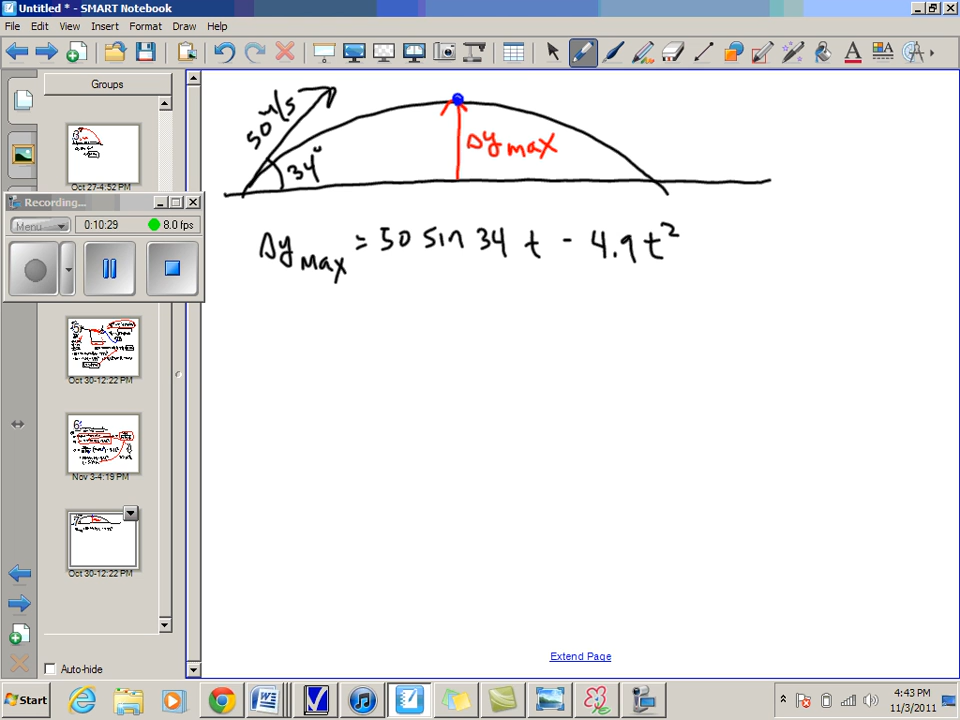 Untitled * - SMART Notebook
File Edit View Insert Format Draw Help
Groups
Oct 27-4:52 PM
Recording...
Menu 0:10:29 8.0 fps
Oct 30-12:22 PM
Nov 3-4:19 PM
Oct 30-12:22 PM
Auto-hide
50 m/s
34°
Δy max
Δy max = 50 sin 34 t - 4.9 t²
Extend Page
Start
4:43 PM
11/3/2011